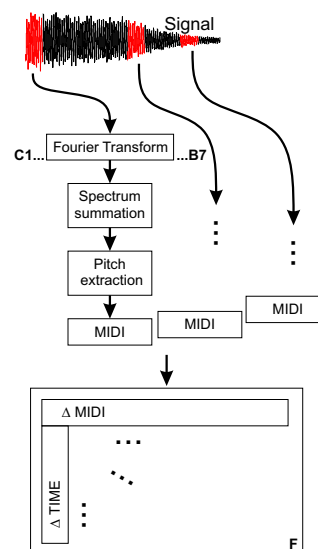 Signal
C1... Fourier Transform ...B7
Spectrum
summation
Pitch
extraction
MIDI
MIDI
MIDI
Δ MIDI
Δ TIME
F